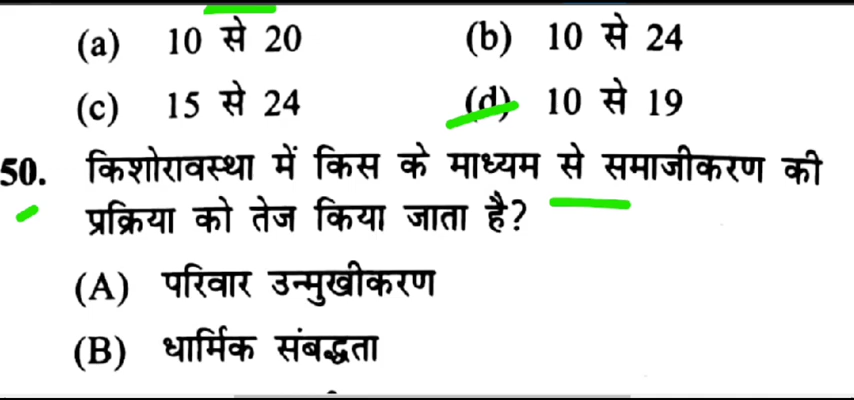 (a) 10 से 20 (b) 10 से 24
(c) 15 से 24 (d) 10 से 19
50. किशोरावस्था में किस के माध्यम से समाजीकरण की
प्रक्रिया को तेज किया जाता है?
(A) परिवार उन्मुखीकरण
(B) धार्मिक संबद्धता